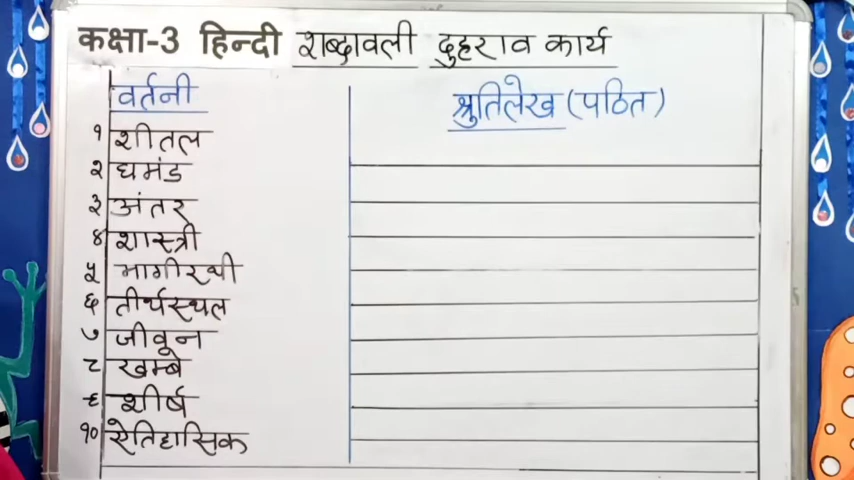 कक्षा-3 हिन्दी शब्दावली दुहराव कार्य
वर्तनी
श्रुतिलेख (पठित)
१ शीतल
२ घमंड
३ अंतर
४ शास्त्री
५ भागीरथी
६ तीर्थस्थल
७ जीवन
८ खम्बे
९ शीर्ष
१० ऐतिहासिक